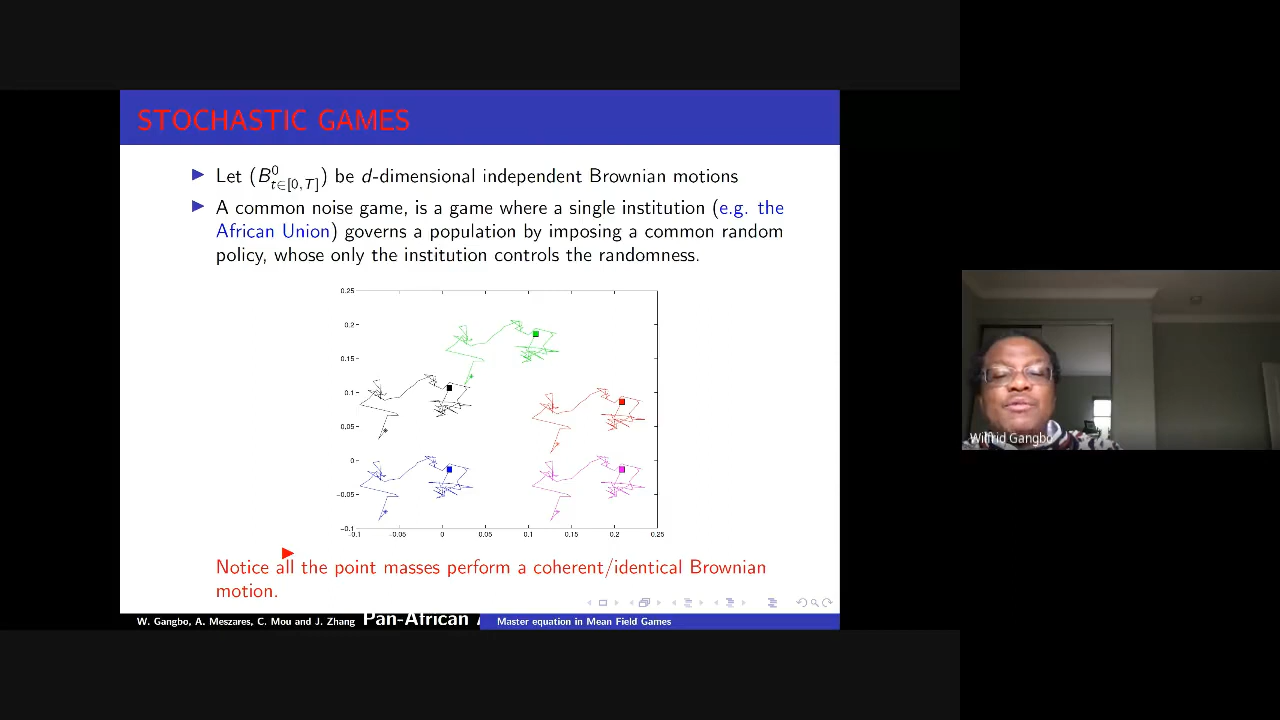 STOCHASTIC GAMES
▶ Let (B⁰_{t∈[0,T]}) be d-dimensional independent Brownian motions
▶ A common noise game, is a game where a single institution (e.g. the
African Union) governs a population by imposing a common random
policy, whose only the institution controls the randomness.
0.25
0.2
0.15
0.1
0.05
0
−0.05
−0.1
−0.1 −0.05 0 0.05 0.1 0.15 0.2 0.25
▶
Notice all the point masses perform a coherent/identical Brownian
motion.
W. Gangbo, A. Meszares, C. Mou and J. Zhang Pan-African Master equation in Mean Field Games
Wilfrid Gangbo